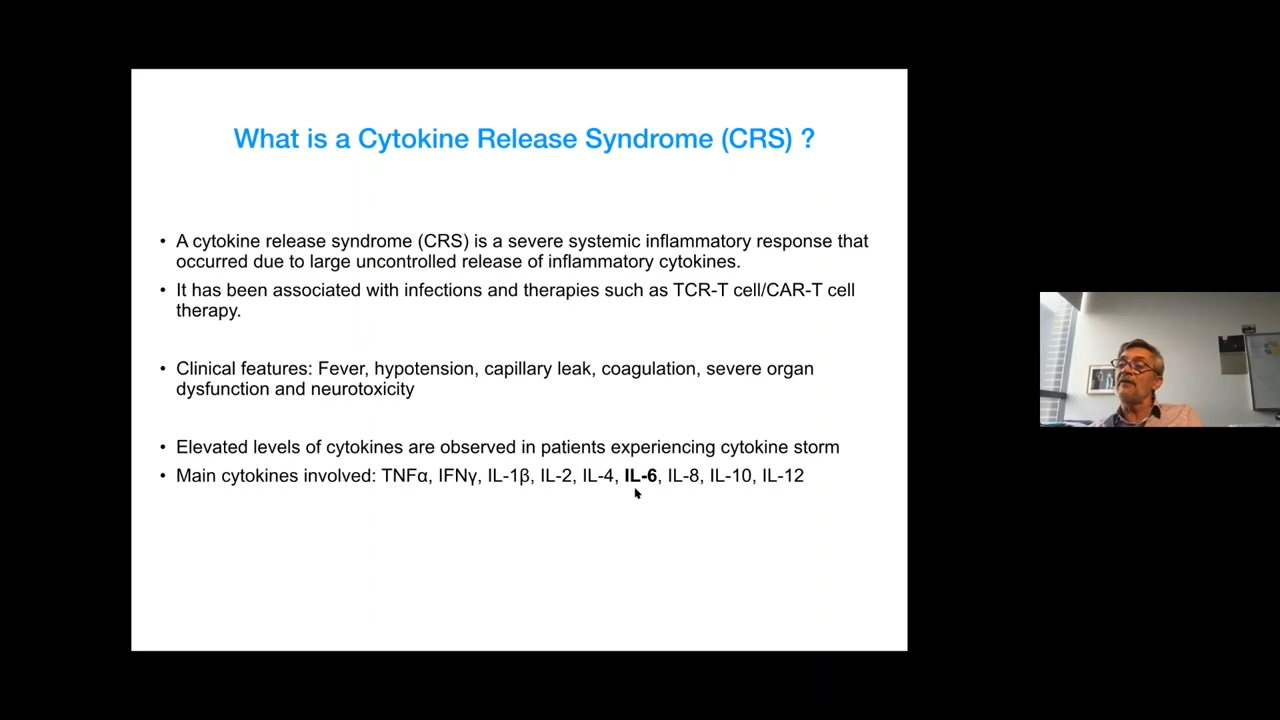 What is a Cytokine Release Syndrome (CRS) ?
• A cytokine release syndrome (CRS) is a severe systemic inflammatory response that
occurred due to large uncontrolled release of inflammatory cytokines.
• It has been associated with infections and therapies such as TCR-T cell/CAR-T cell
therapy.
• Clinical features: Fever, hypotension, capillary leak, coagulation, severe organ
dysfunction and neurotoxicity
• Elevated levels of cytokines are observed in patients experiencing cytokine storm
• Main cytokines involved: TNFα, IFNγ, IL-1β, IL-2, IL-4, IL-6, IL-8, IL-10, IL-12